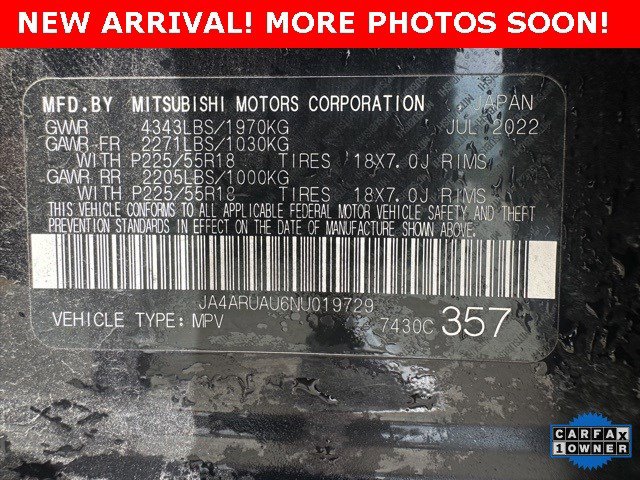 NEW ARRIVAL! MORE PHOTOS SOON!
MFD.BY MITSUBISHI MOTORS CORPORATION JAPAN
GVWR 4343LBS/1970KG JUL 2022
GAWR FR 2271LBS/1030KG
WITH P225/55R18 TIRES 18X7.0J RIMS
GAWR RR 2205LBS/1000KG
WITH P225/55R18 TIRES 18X7.0J RIMS
THIS VEHICLE CONFORMS TO ALL APPLICABLE FEDERAL MOTOR VEHICLE SAFETY AND THEFT
PREVENTION STANDARDS IN EFFECT ON THE DATE OF MANUFACTURE SHOWN ABOVE.
JA4ARUAU6NU019729
VEHICLE TYPE: MPV 7430C 357
CARFAX
1 OWNER